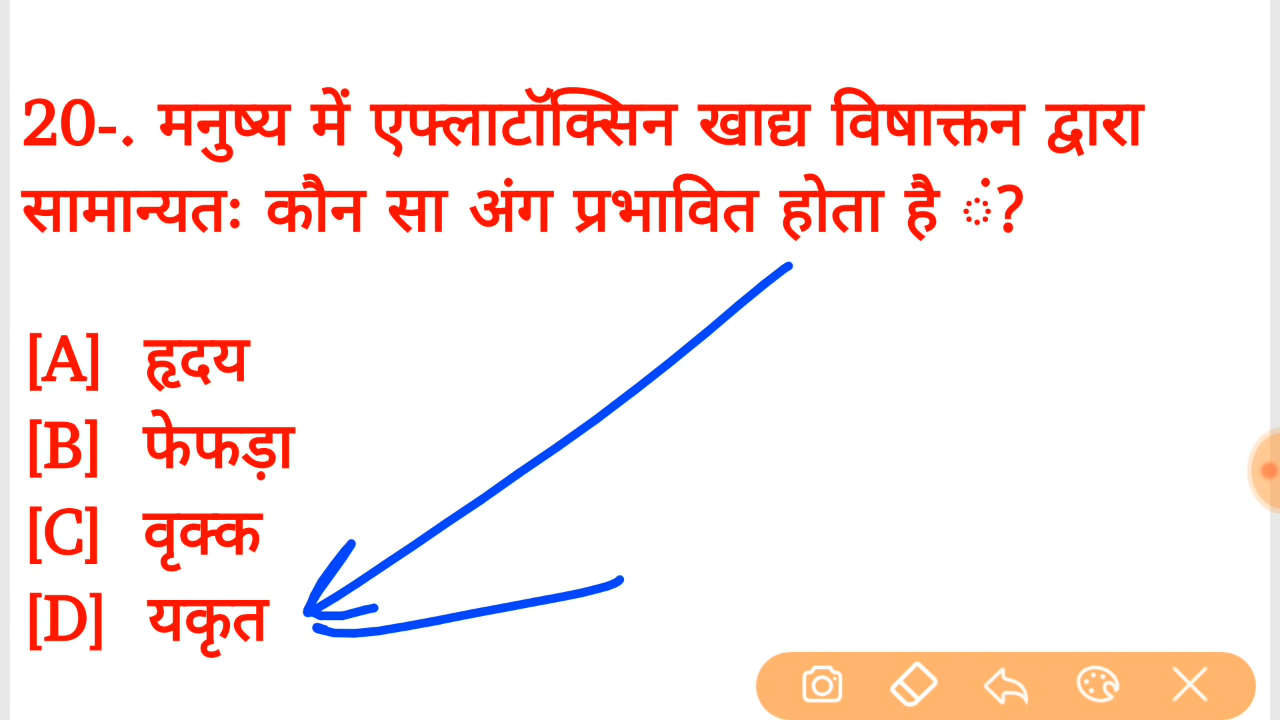 20-. मनुष्य में एफ्लाटॉक्सिन खाद्य विषाक्तन द्वारा
सामान्यतः कौन सा अंग प्रभावित होता है ं?
[A] हृदय
[B] फेफड़ा
[C] वृक्क
[D] यकृत